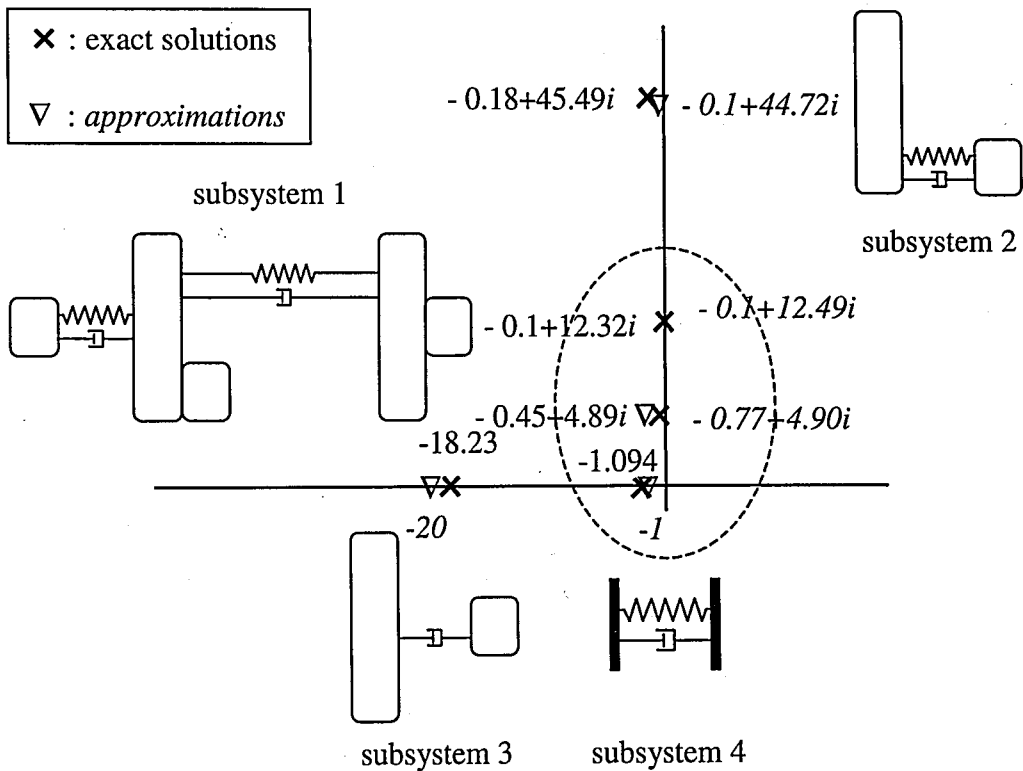 × : exact solutions
▽ : approximations
- 0.18+45.49i
- 0.1+44.72i
subsystem 1
subsystem 2
- 0.1+12.32i
- 0.1+12.49i
- 0.45+4.89i
- 0.77+4.90i
-18.23
-1.094
-20
-1
subsystem 3
subsystem 4